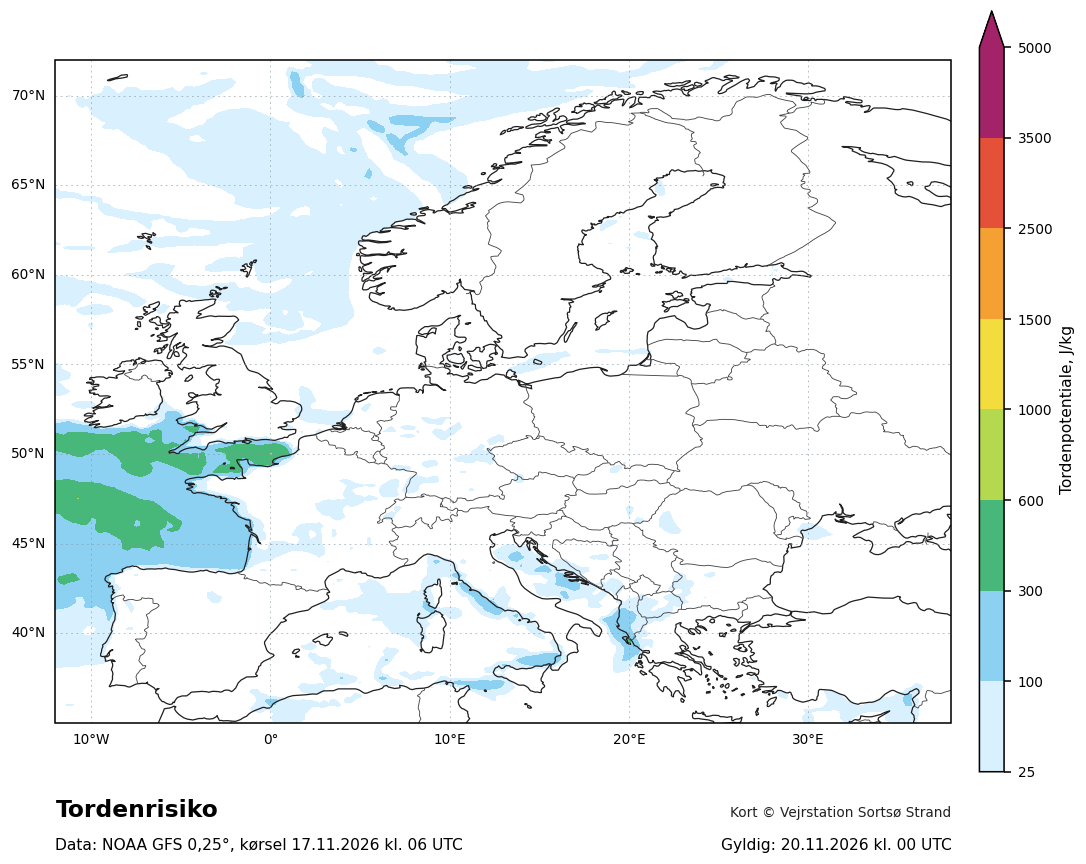 70°N
65°N
60°N
55°N
50°N
45°N
40°N
10°W
0°
10°E
20°E
30°E
5000
3500
2500
1500
1000
600
300
100
25
Tordenpotentiale, J/kg
Tordenrisiko
Kort © Vejrstation Sortsø Strand
Data: NOAA GFS 0,25°, kørsel 17.11.2026 kl. 06 UTC
Gyldig: 20.11.2026 kl. 00 UTC